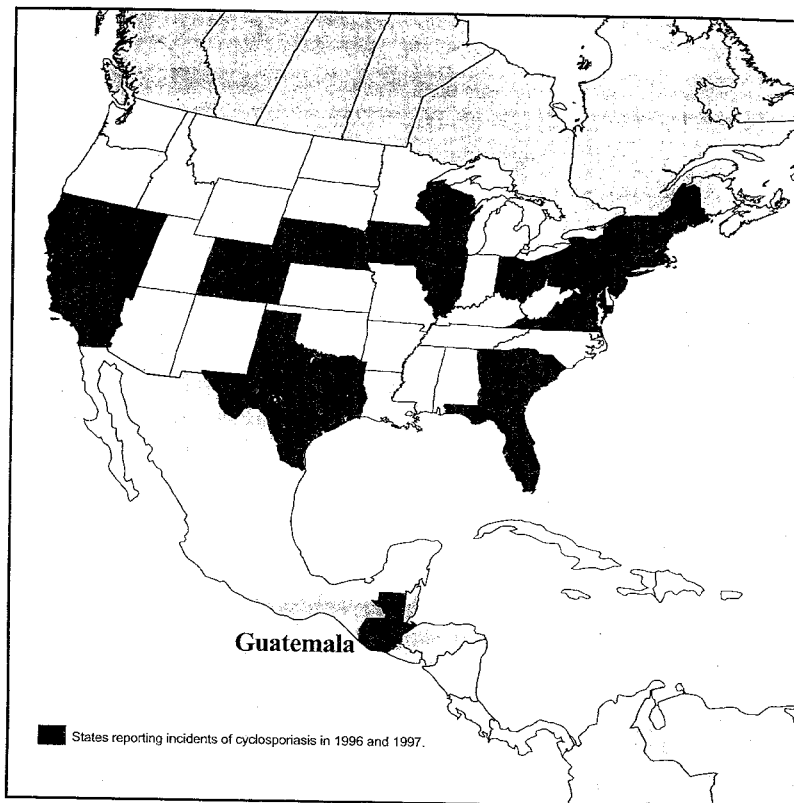 Guatemala
States reporting incidents of cyclosporiasis in 1996 and 1997.